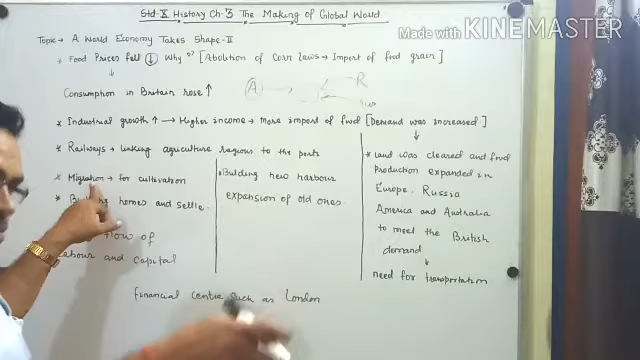 Std-X History Ch-3 The Making of Global World
Made with KINEMASTER
Topic → A World Economy Takes Shape-II
* Food Prices fell ↓ Why ?) [Abolition of Corn laws → Import of food grain]
↓
Consumption in Britain rose ↑
A → R
* Industrial growth ↑ → Higher income → More import of food [Demand was increased]
* Railways → linking agriculture regions to the ports
* Migration → for cultivation
* Building homes and settle.
flow of
labour and capital
* Building new harbour
expansion of old ones.
↓
* Land was cleared and food
production expanded in
Europe, Russia
America and Australia
to meet the British
demand
↓
need for transportation
financial centre such as London